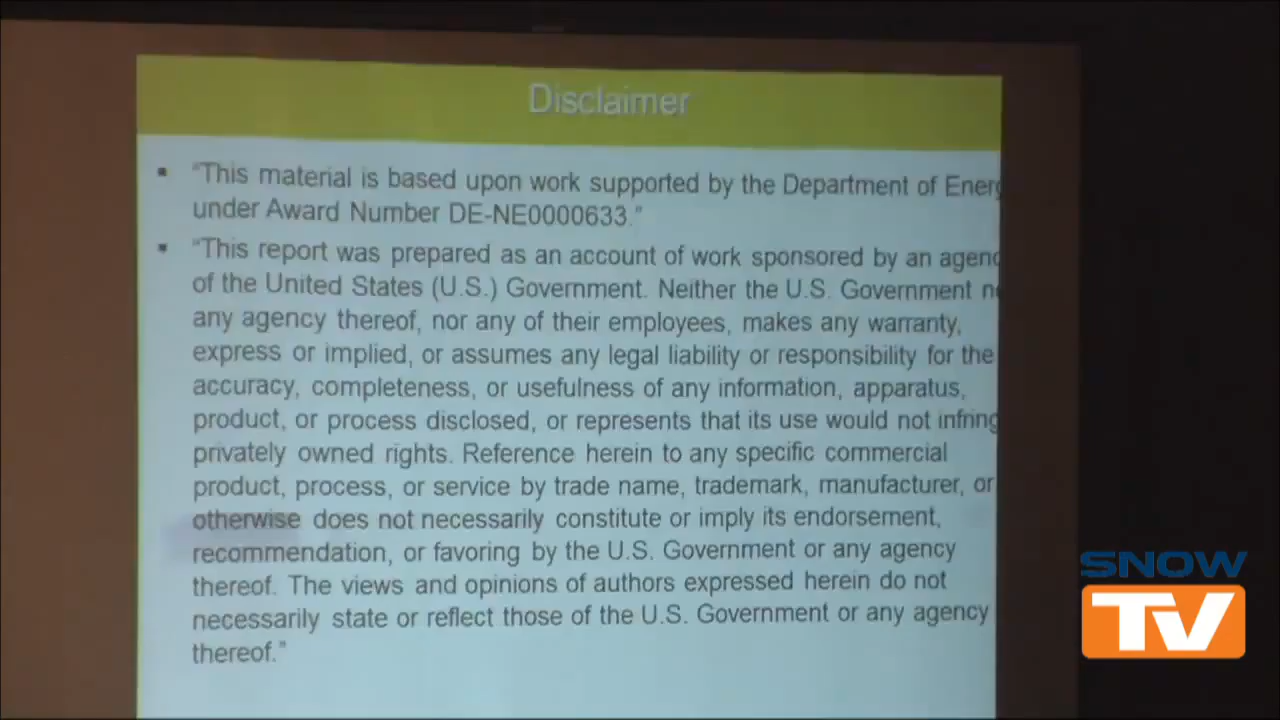 Disclaimer
▪ "This material is based upon work supported by the Department of Energ
under Award Number DE-NE0000633."
▪ "This report was prepared as an account of work sponsored by an agenc
of the United States (U.S.) Government. Neither the U.S. Government n
any agency thereof, nor any of their employees, makes any warranty,
express or implied, or assumes any legal liability or responsibility for the
accuracy, completeness, or usefulness of any information, apparatus,
product, or process disclosed, or represents that its use would not infring
privately owned rights. Reference herein to any specific commercial
product, process, or service by trade name, trademark, manufacturer, or
otherwise does not necessarily constitute or imply its endorsement,
recommendation, or favoring by the U.S. Government or any agency
thereof. The views and opinions of authors expressed herein do not
necessarily state or reflect those of the U.S. Government or any agency
thereof."
SNOW
TV